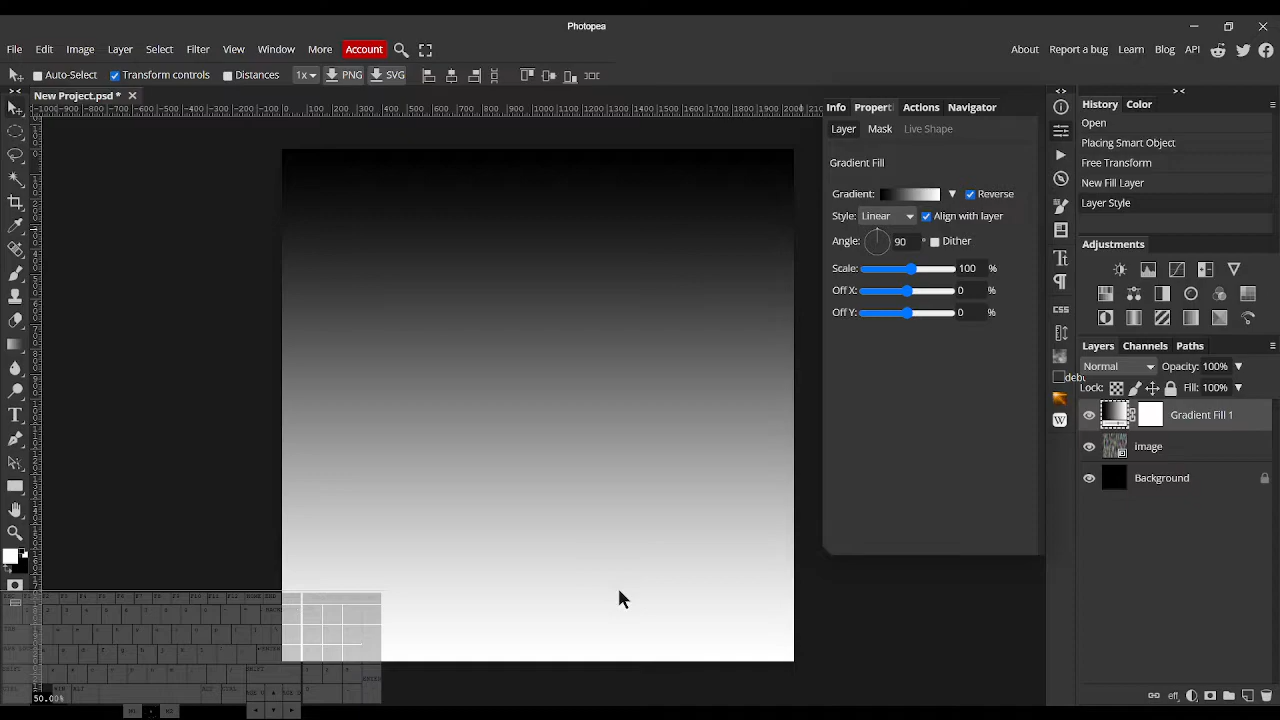 Photopea
File Edit Image Layer Select Filter View Window More Account
About Report a bug Learn Blog API
Auto-Select Transform controls Distances 1x PNG SVG
New Project.psd *
Info Properti Actions Navigator
History Color
Layer Mask Live Shape
Open
Placing Smart Object
Free Transform
New Fill Layer
Layer Style
Gradient Fill
Gradient: Reverse
Style: Linear Align with layer
Angle: 90 ° Dither
Scale: 100 %
Off X: 0 %
Off Y: 0 %
Adjustments
CSS
Layers Channels Paths
Normal Opacity: 100%
Lock: Fill: 100%
Gradient Fill 1
image
Background
50.00%